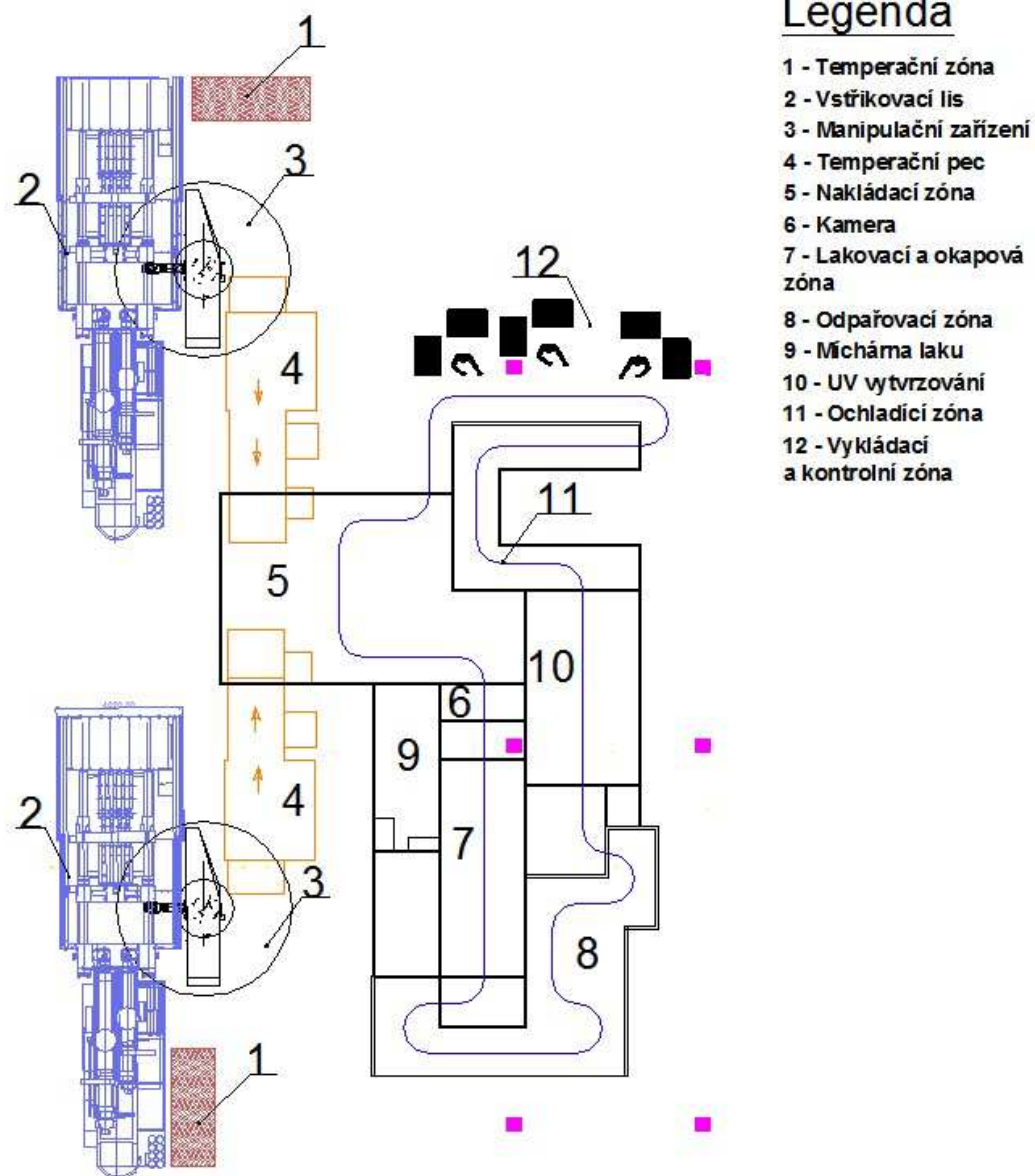 Legenda
1 - Temperační zóna
2 - Vstřikovací lis
3 - Manipulační zařízení
4 - Temperační pec
5 - Nakládací zóna
6 - Kamera
7 - Lakovací a okapová
zóna
8 - Odpařovací zóna
9 - Míchárna laku
10 - UV vytvrzování
11 - Ochladící zóna
12 - Vykládací
a kontrolní zóna
1
3
2
12
4
11
5
10
6
9
4
2
7
3
8
1